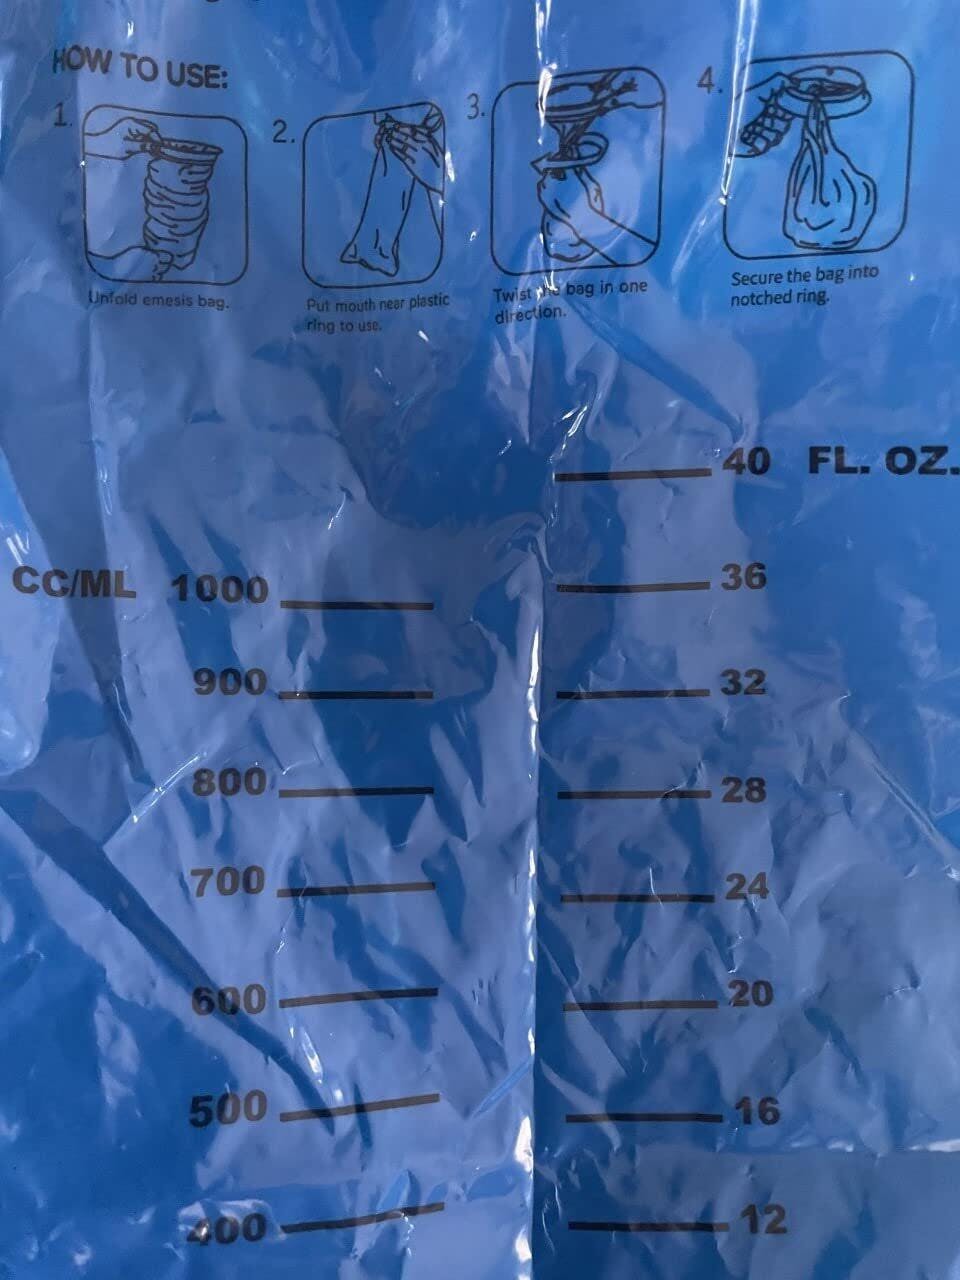 HOW TO USE:
1.
2.
3.
4.
Unfold emesis bag.
Put mouth near plastic
ring to use.
Twist the bag in one
direction.
Secure the bag into
notched ring.
40 FL. OZ.
CC/ML 1000
36
900
32
800
28
700
24
600
20
500
16
400
12